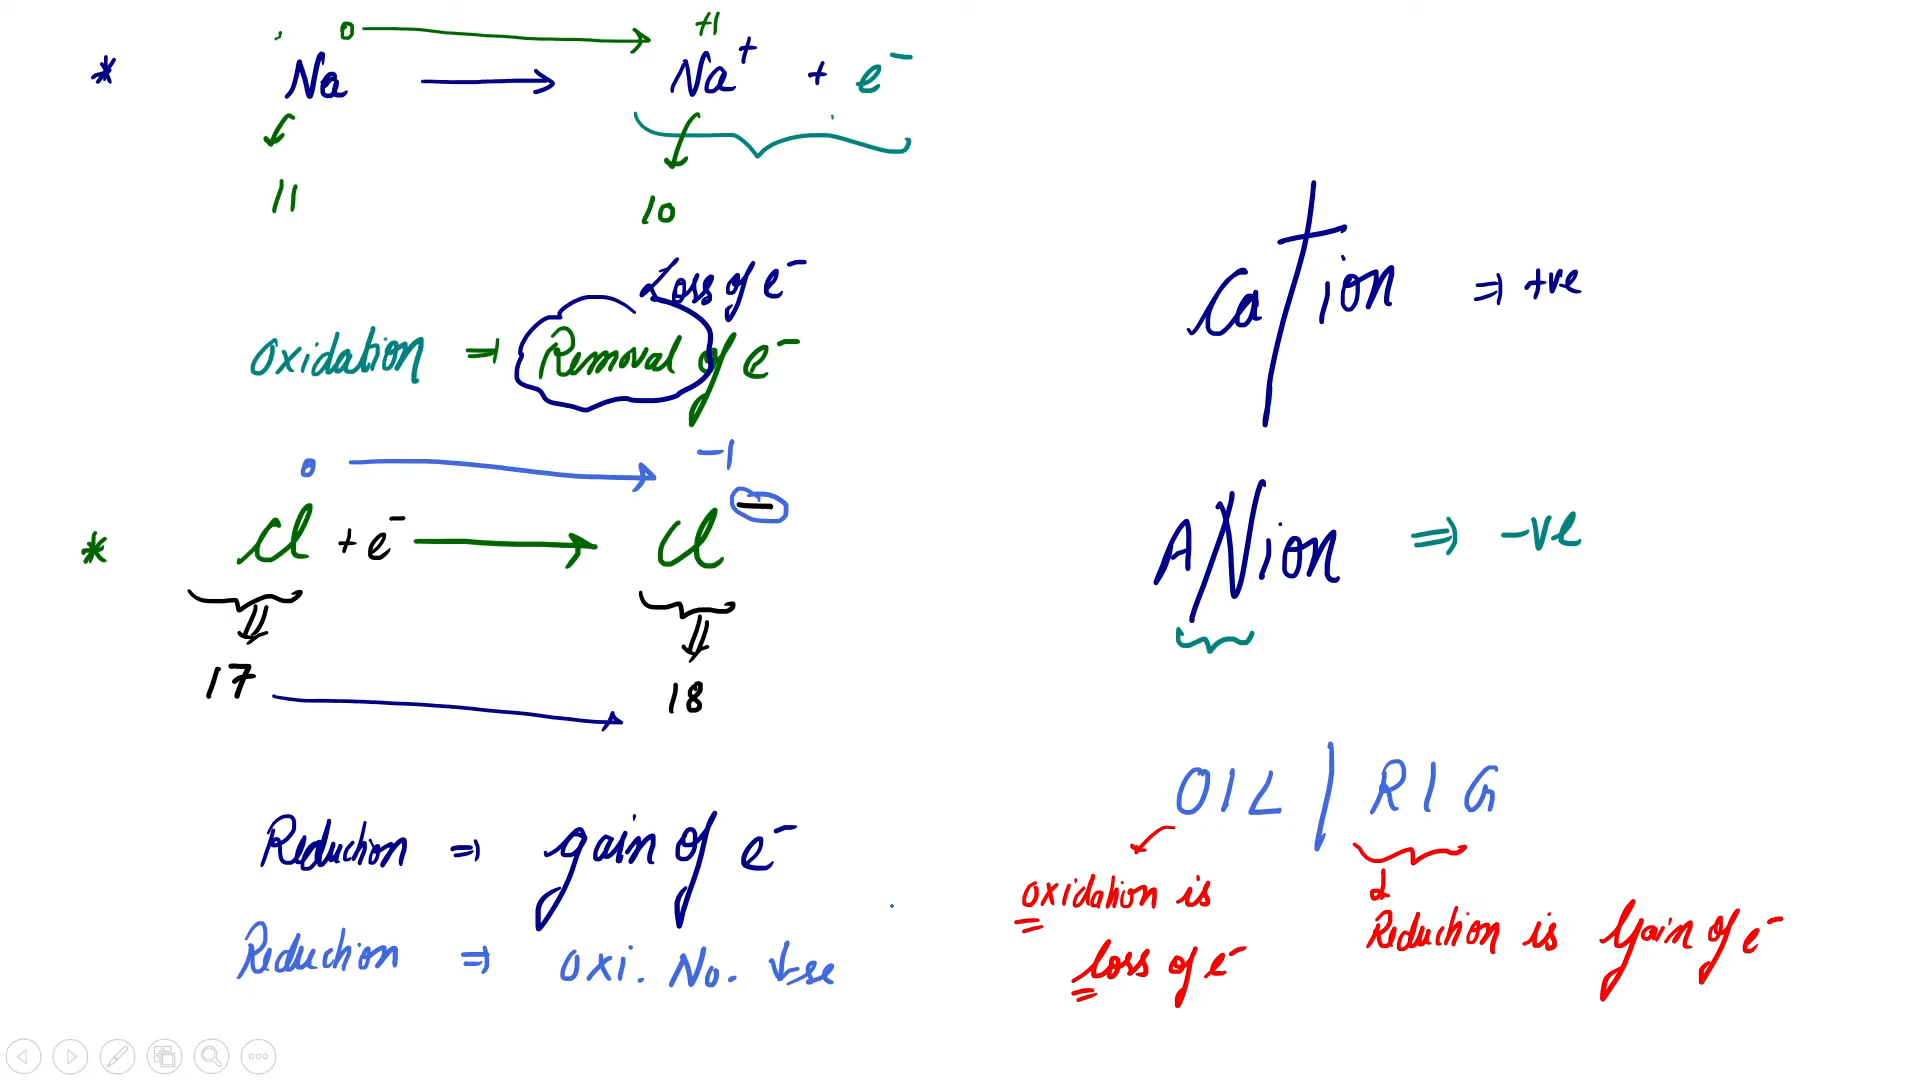 0 → +1
* Na → Na⁺ + e⁻
11 10
Loss of e⁻
Oxidation ⇒ Removal of e⁻
0 → -1
* Cl + e⁻ → Cl⁻
17 → 18
Reduction ⇒ gain of e⁻
Reduction ⇒ Oxi. No. ↓se
Cation ⇒ +ve
ANion ⇒ -ve
OIL | RIG
Oxidation is
loss of e⁻
Reduction is Gain of e⁻